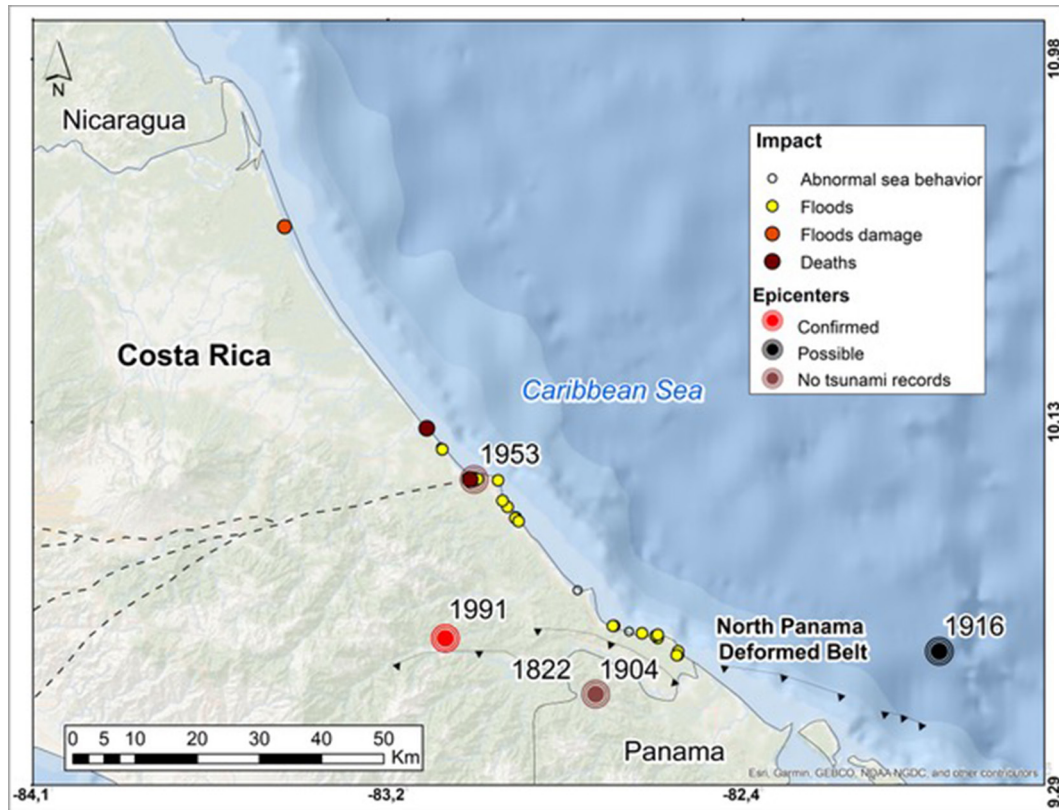 N
Nicaragua
Costa Rica
Caribbean Sea
Impact
Abnormal sea behavior
Floods
Floods damage
Deaths
Epicenters
Confirmed
Possible
No tsunami records
1953
1991
1822 1904
North Panama
Deformed Belt
1916
Panama
0 5 10 20 30 40 50
Km
Esri, Garmin, GEBCO, NOAA NGDC, and other contributors
-84,1 -83,2 -82,4
10,98
10,13
9,29